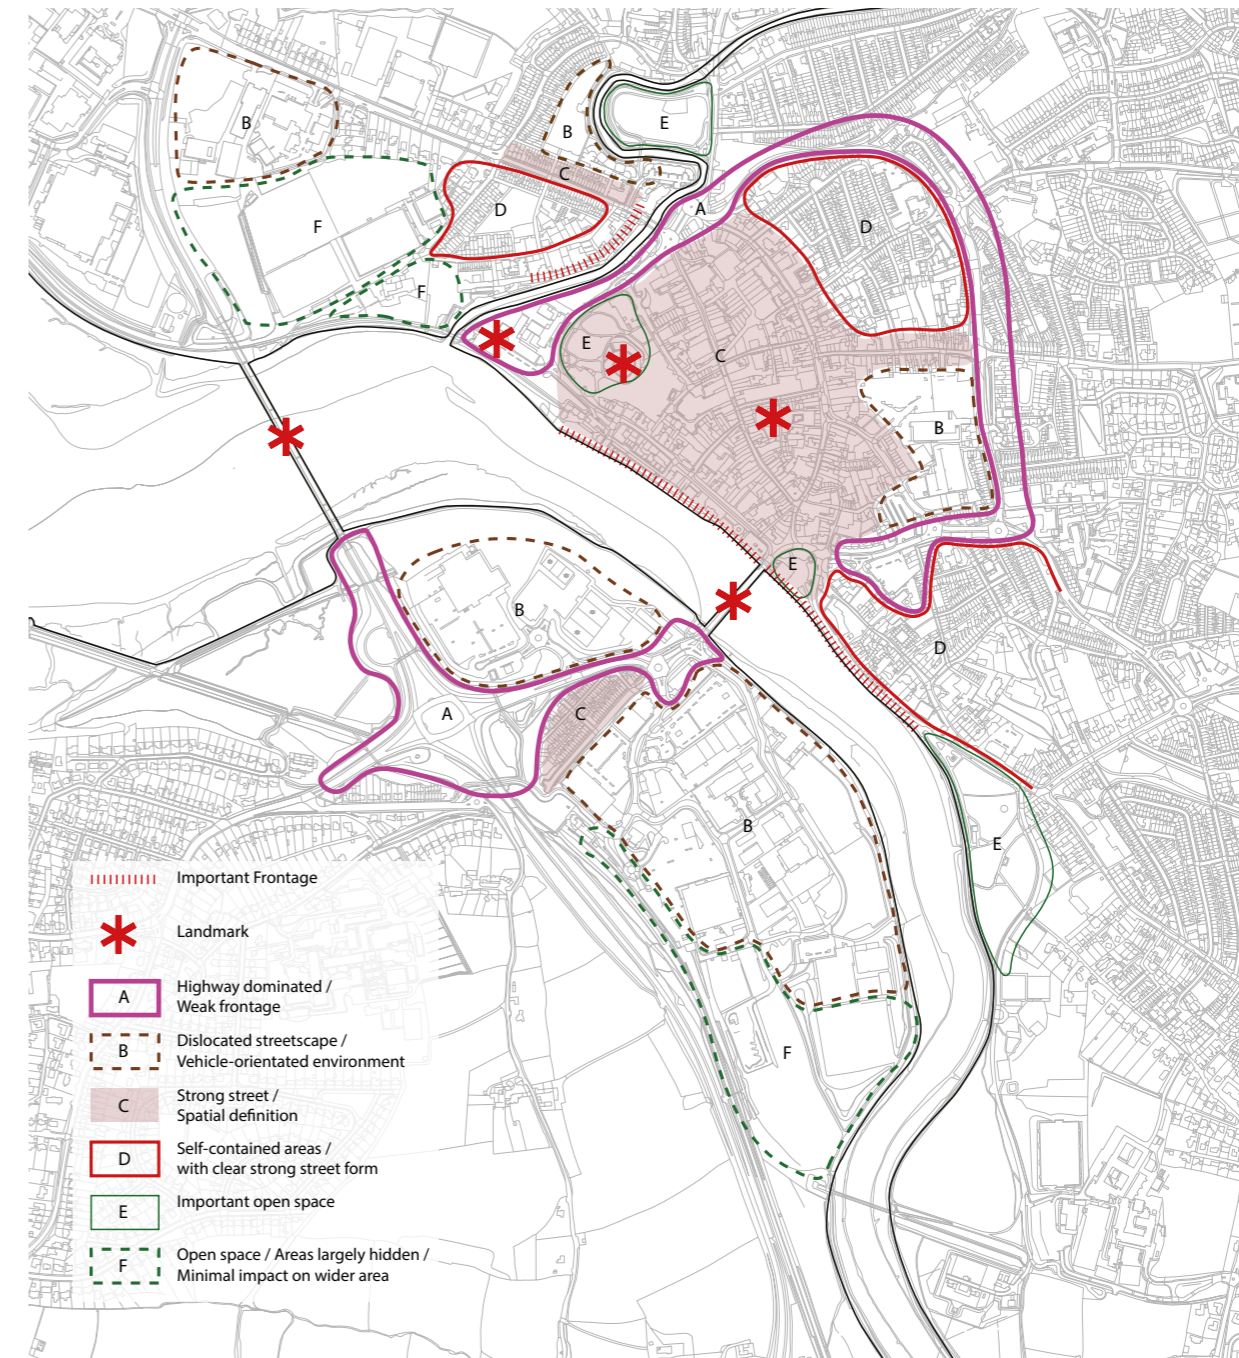 B
B
E
C
D
A
F
D
F
E
C
B
E
B
D
A
C
B
E
F
Important Frontage
Landmark
A
Highway dominated /
Weak frontage
B
Dislocated streetscape /
Vehicle-orientated environment
C
Strong street /
Spatial definition
D
Self-contained areas /
with clear strong street form
E
Important open space
F
Open space / Areas largely hidden /
Minimal impact on wider area